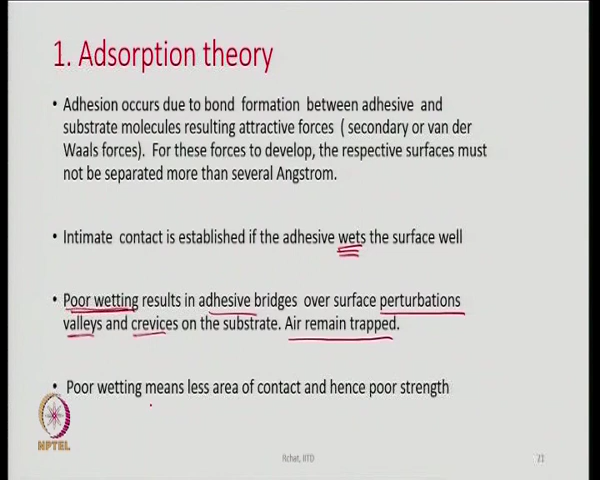 1. Adsorption theory
• Adhesion occurs due to bond formation between adhesive and
substrate molecules resulting attractive forces ( secondary or van der
Waals forces). For these forces to develop, the respective surfaces must
not be separated more than several Angstrom.
• Intimate contact is established if the adhesive wets the surface well
• Poor wetting results in adhesive bridges over surface perturbations
valleys and crevices on the substrate. Air remain trapped.
• Poor wetting means less area of contact and hence poor strength
NPTEL
Rchat, IITD
21